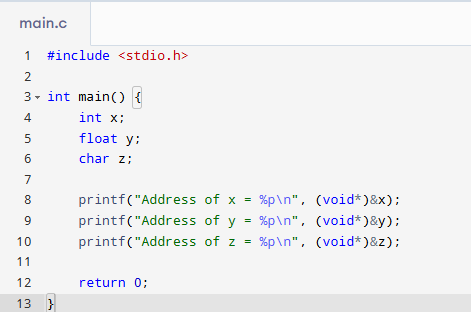 main.c
1 #include <stdio.h>
2
3 int main() {
4     int x;
5     float y;
6     char z;
7
8     printf("Address of x = %p\n", (void*)&x);
9     printf("Address of y = %p\n", (void*)&y);
10     printf("Address of z = %p\n", (void*)&z);
11
12     return 0;
13 }